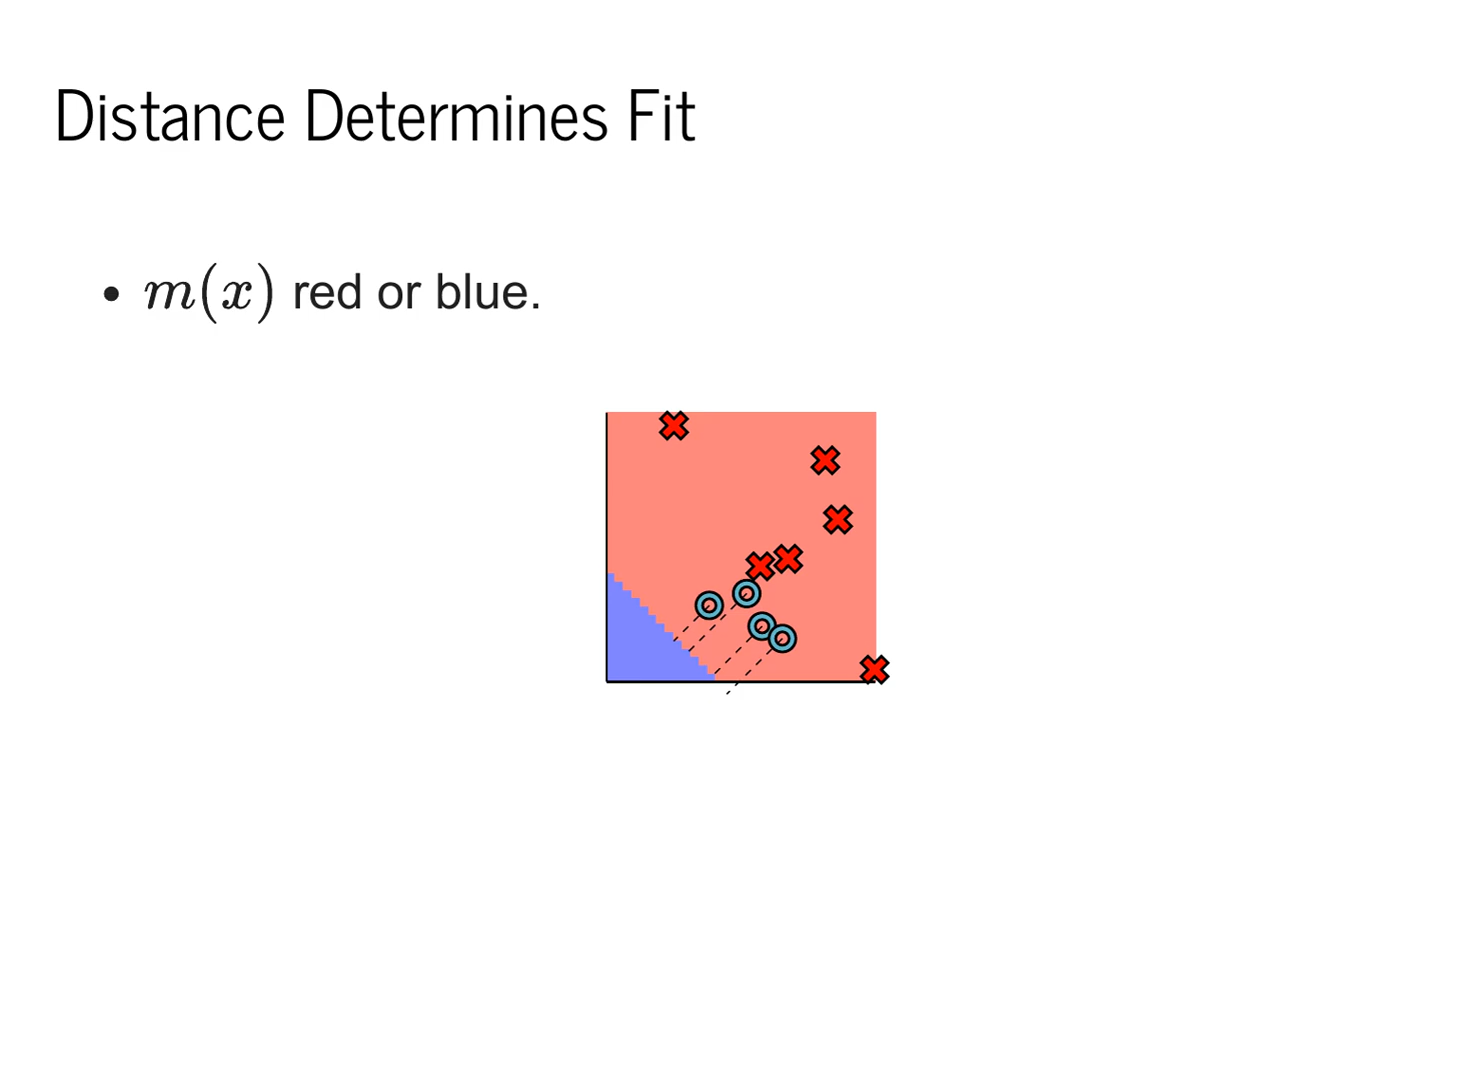 Distance Determines Fit
• m(x) red or blue.